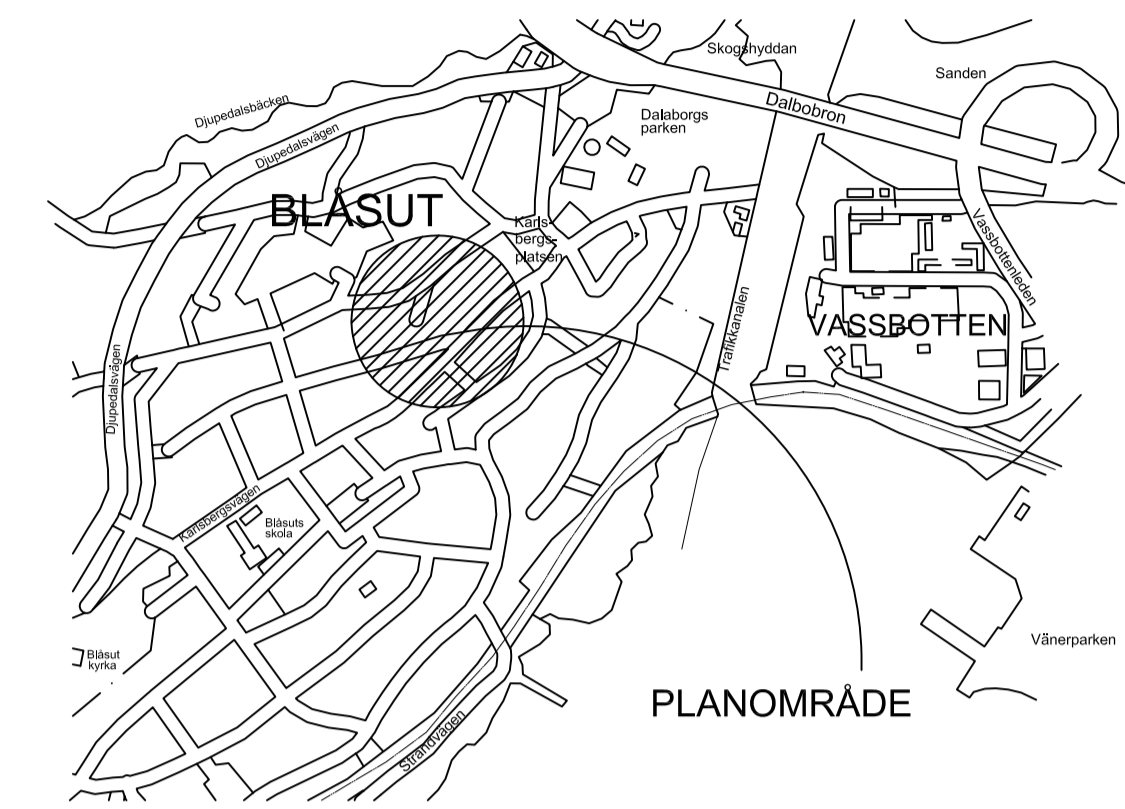 Skogshyddan
Sanden
Djupedalsbäcken
Dalbobron
Dalaborgs
parken
Djupedalsvägen
BLÅSUT
Karls-
bergs-
platsen
Vassbottenleden
Trafikkanalen
VASSBOTTEN
Djupedalsvägen
Karlsbergsvägen
Blåsuts
skola
Blåsut
kyrka
Vänerparken
PLANOMRÅDE
Strandvägen